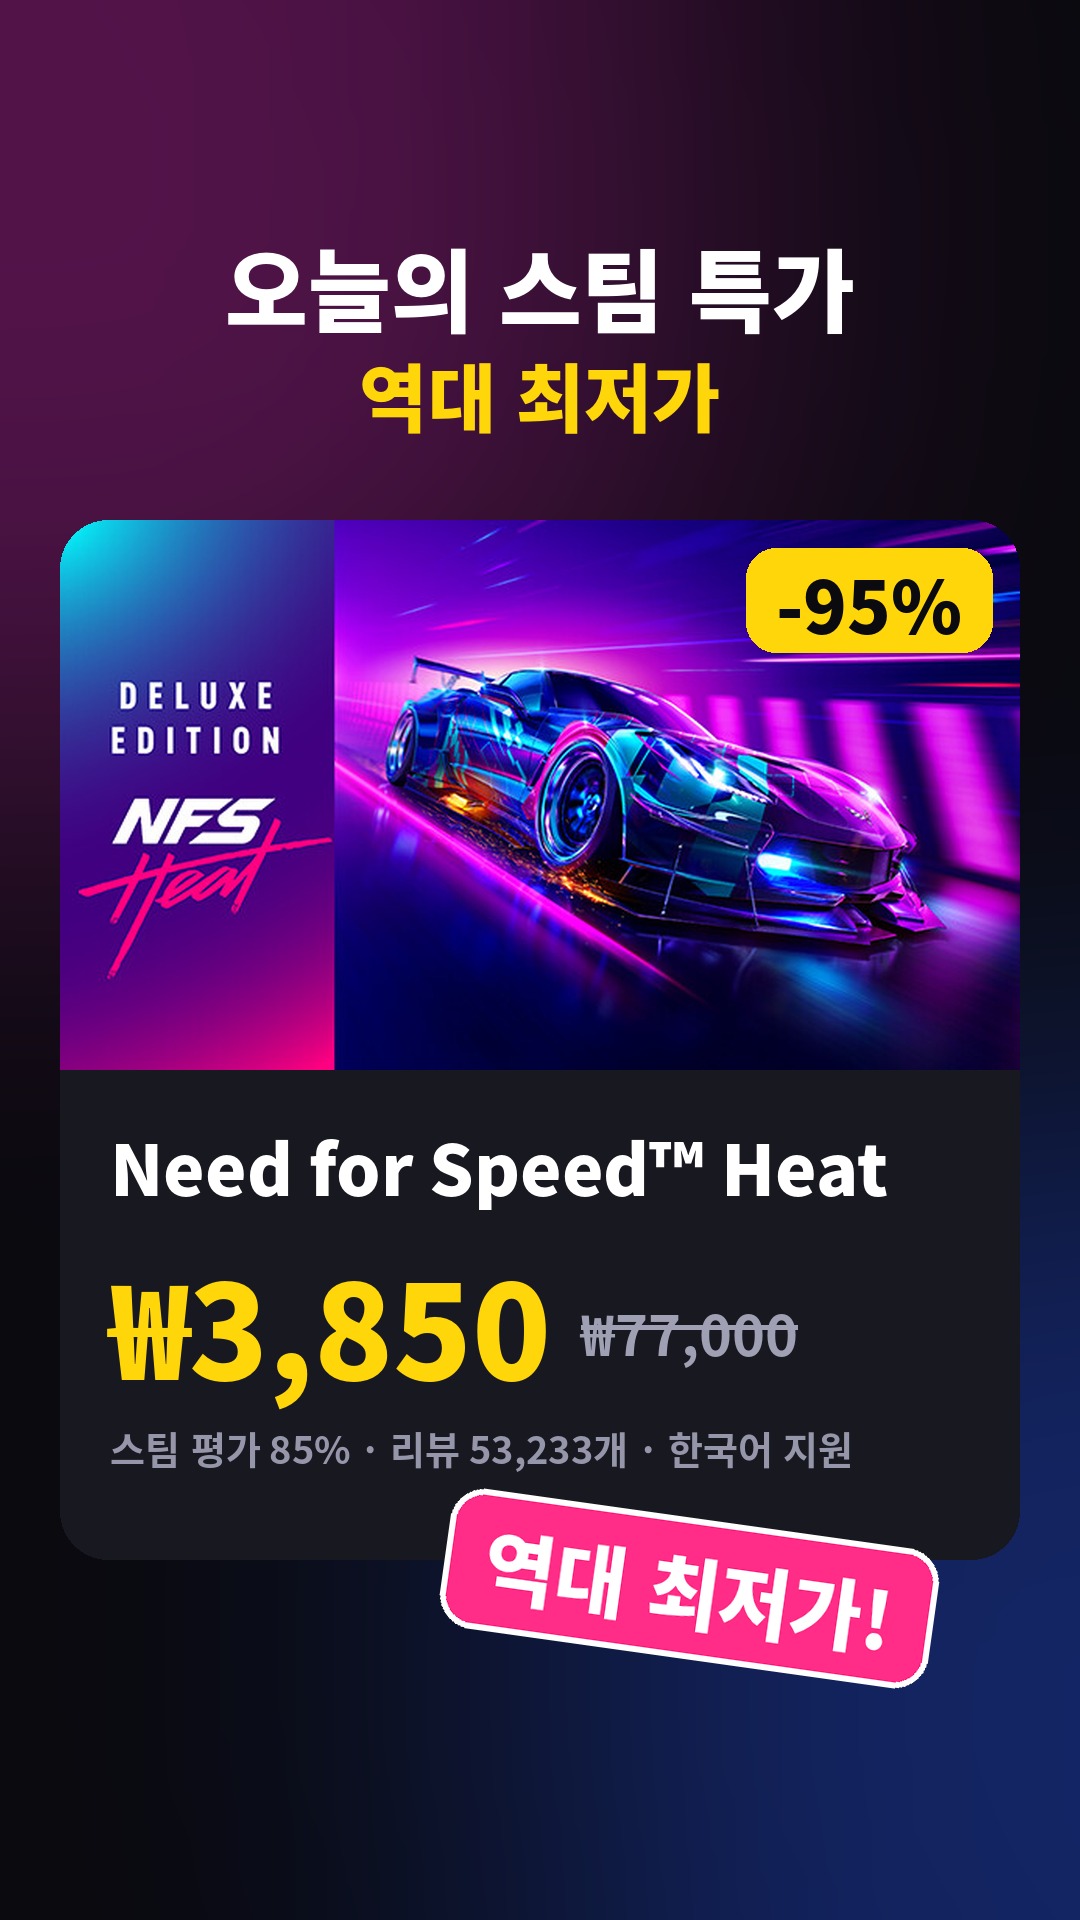 오늘의 스팀 특가
역대 최저가
-95%
DELUXE
EDITION
NFS
Heat
Need for Speed™ Heat
₩3,850 ₩77,000
스팀 평가 85% · 리뷰 53,233개 · 한국어 지원
역대 최저가!